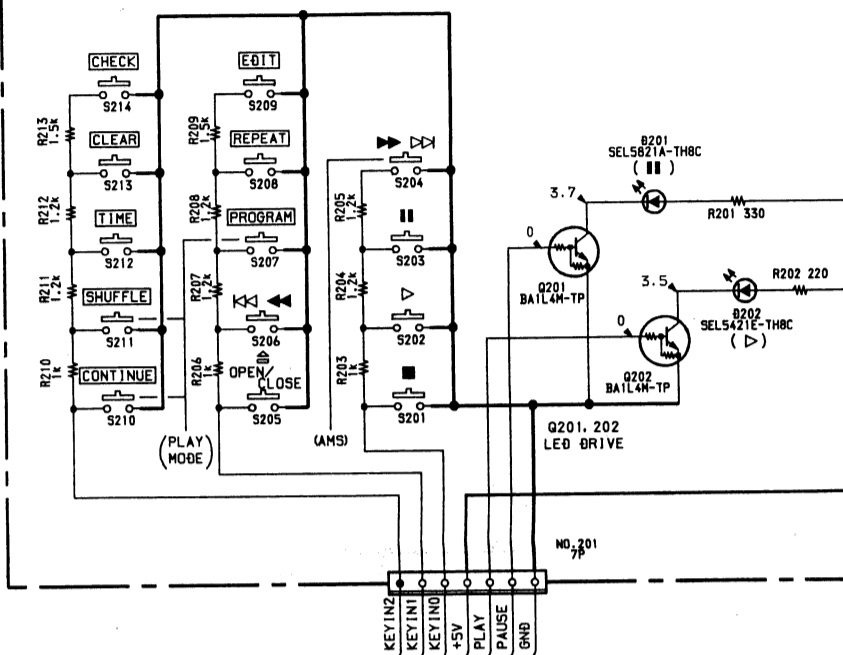 CHECK
S214
R213
1.5k
CLEAR
S213
R212
1.2k
TIME
S212
R211
1.2k
SHUFFLE
S211
R210
1k
CONTINUE
S210
(PLAY
MODE)
EDIT
S209
R209
1.5k
REPEAT
S208
R208
1.2k
PROGRAM
S207
R207
1.2k
S206
R206
1k
OPEN/
CLOSE
S205
S204
R205
1.2k
S203
R204
1.2k
S202
R203
1k
S201
(AMS)
D201
SEL5821A-TH8C
3.7
R201 330
0
Q201
BA1L4M-TP
3.5
R202 220
D202
SEL5421E-TH8C
0
Q202
BA1L4M-TP
Q201, 202
LED DRIVE
NO.201
7P
KEYIN2
KEYIN1
KEYIN0
+5V
PLAY
PAUSE
GND